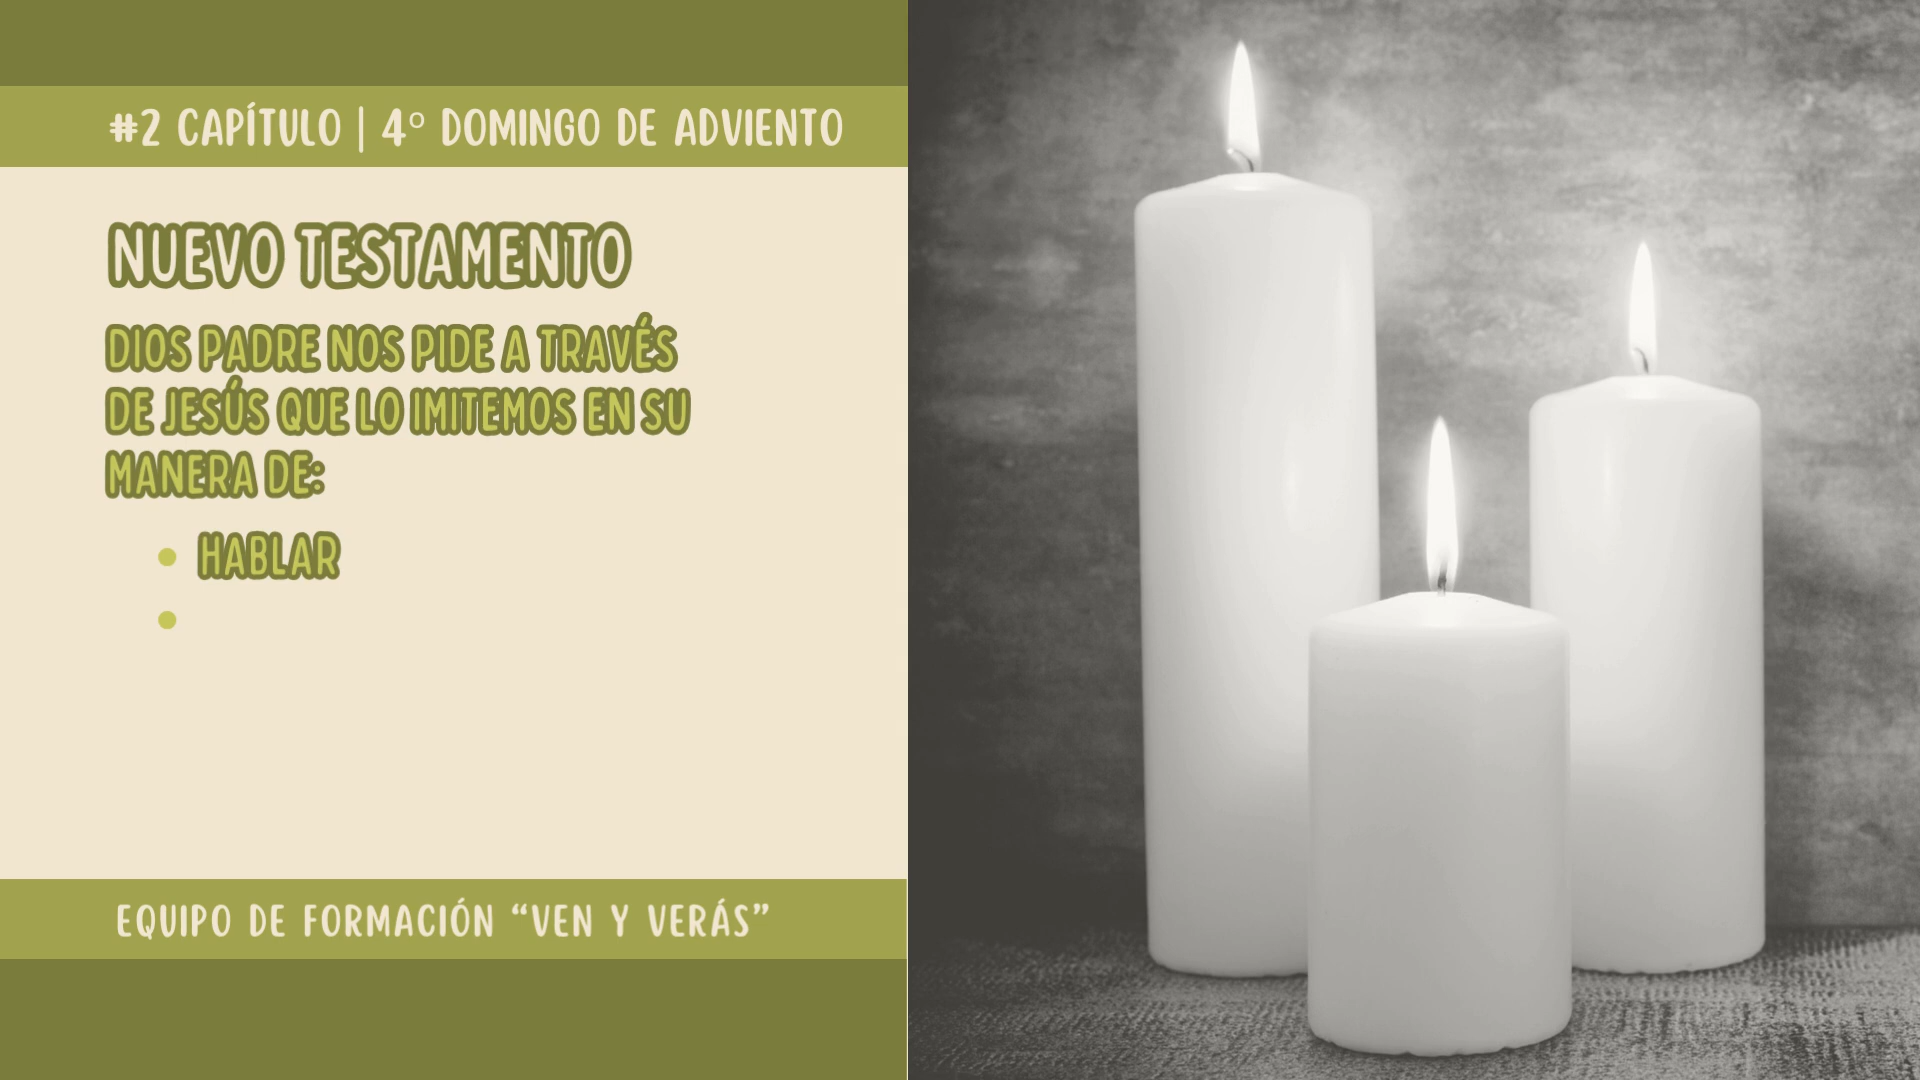 #2 CAPÍTULO | 4° DOMINGO DE ADVIENTO
NUEVO TESTAMENTO
DIOS PADRE NOS PIDE A TRAVÉS
DE JESÚS QUE LO IMITEMOS EN SU
MANERA DE:
• HABLAR
•
EQUIPO DE FORMACIÓN “VEN Y VERÁS”